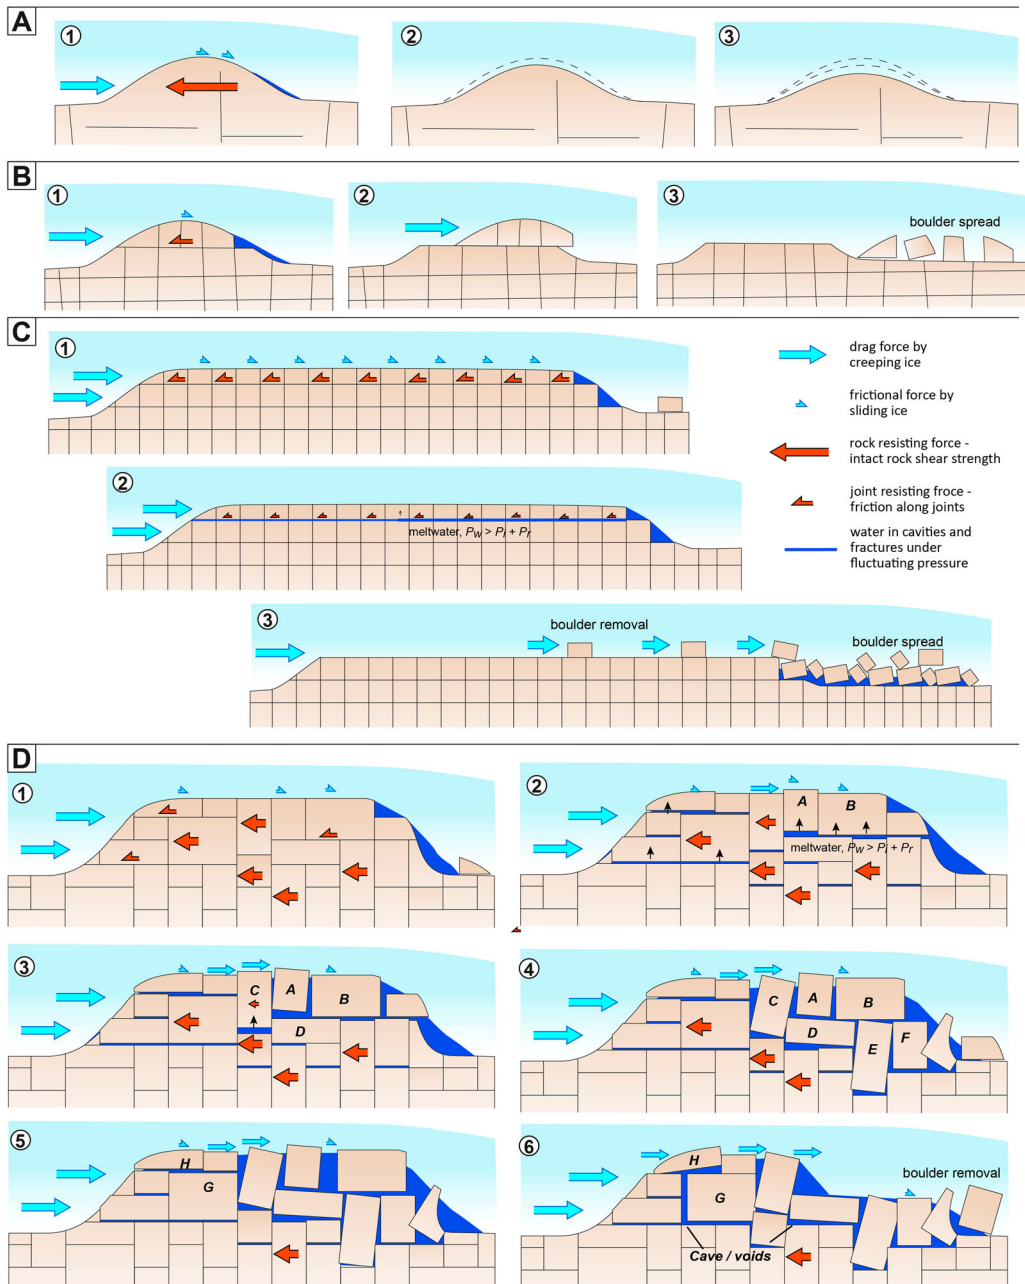 A
1
2
3
B
1
2
3
boulder spread
C
1
drag force by
creeping ice
frictional force by
sliding ice
rock resisting force -
intact rock shear strength
joint resisting froce -
friction along joints
water in cavities and
fractures under
fluctuating pressure
2
meltwater, Pw > Pi + Pr
3
boulder removal
boulder spread
D
1
2
A
B
meltwater, Pw > Pi + Pr
3
C
A
B
D
4
C
A
B
D
E
F
5
H
G
6
H
G
boulder removal
Cave / voids